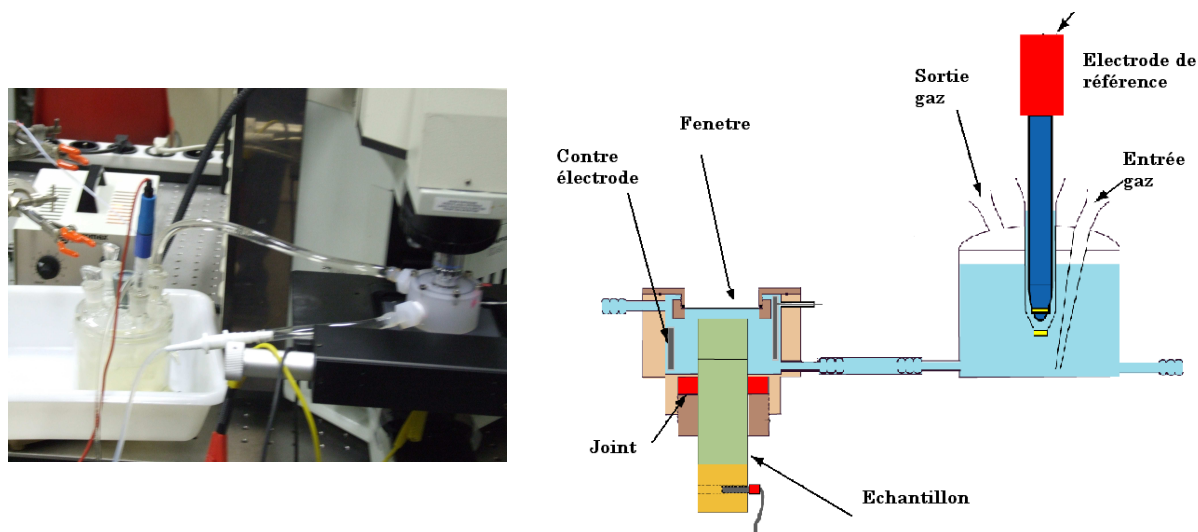 Sortie
gaz
Electrode de
référence
Fenetre
Contre
électrode
Entrée
gaz
Joint
Echantillon